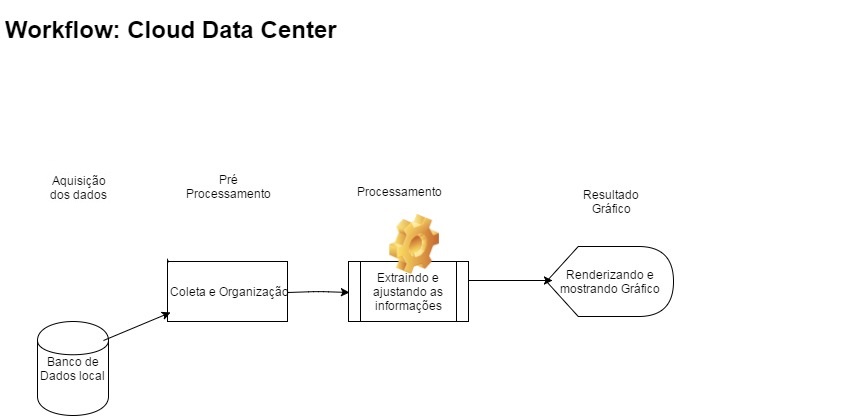 Workflow: Cloud Data Center
Aquisição
dos dados
Pré
Processamento
Processamento
Resultado
Gráfico
Banco de
Dados local
Coleta e Organização
Extraindo e
ajustando as
informações
Renderizando e
mostrando Gráfico